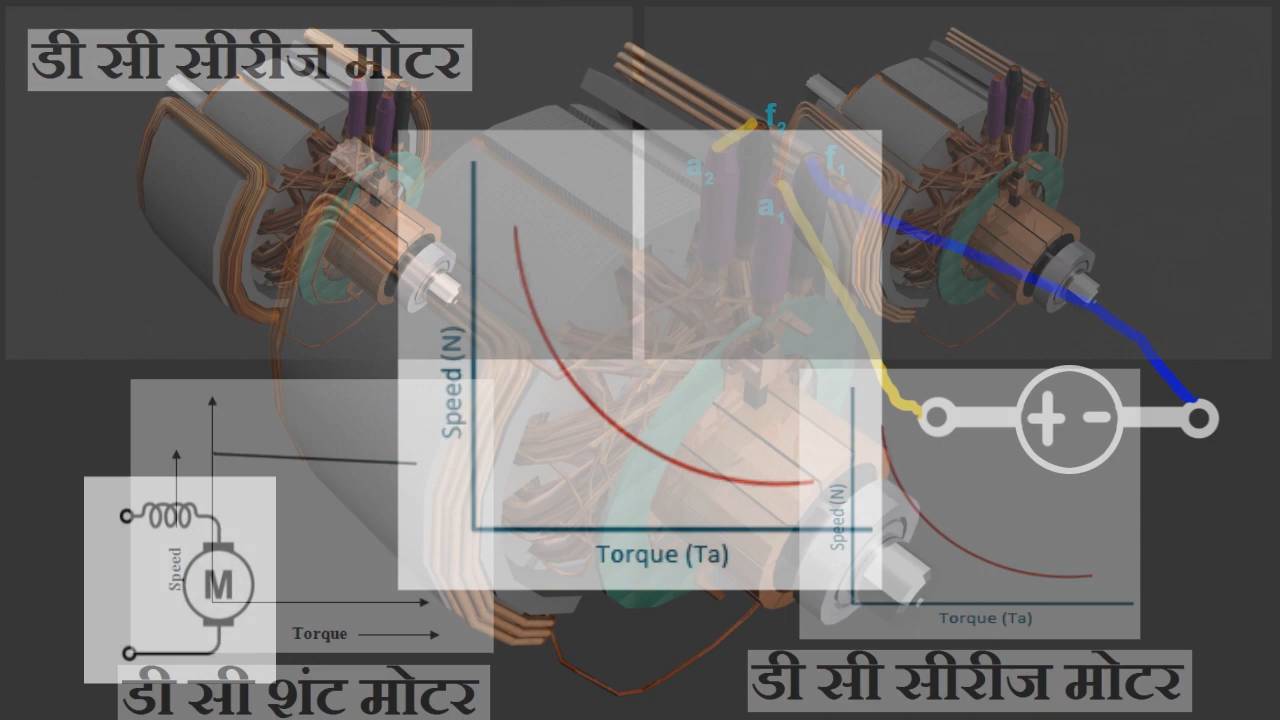 डी सी सीरीज मोटर
f₂
a₂
f₁
a₁
Speed (N)
Torque (Ta)
Speed (N)
Torque (Ta)
Speed
M
Torque
डी सी शंट मोटर
डी सी सीरीज मोटर